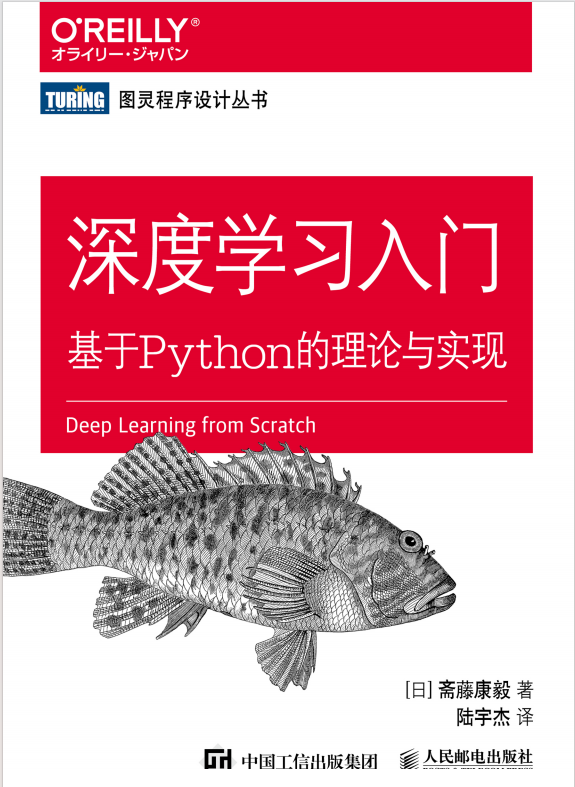 O'REILLY®
オライリー・ジャパン
TURING 图灵程序设计丛书
深度学习入门
基于Python的理论与实现
Deep Learning from Scratch
[日] 斋藤康毅 著
陆宇杰 译
中国工信出版集团 人民邮电出版社